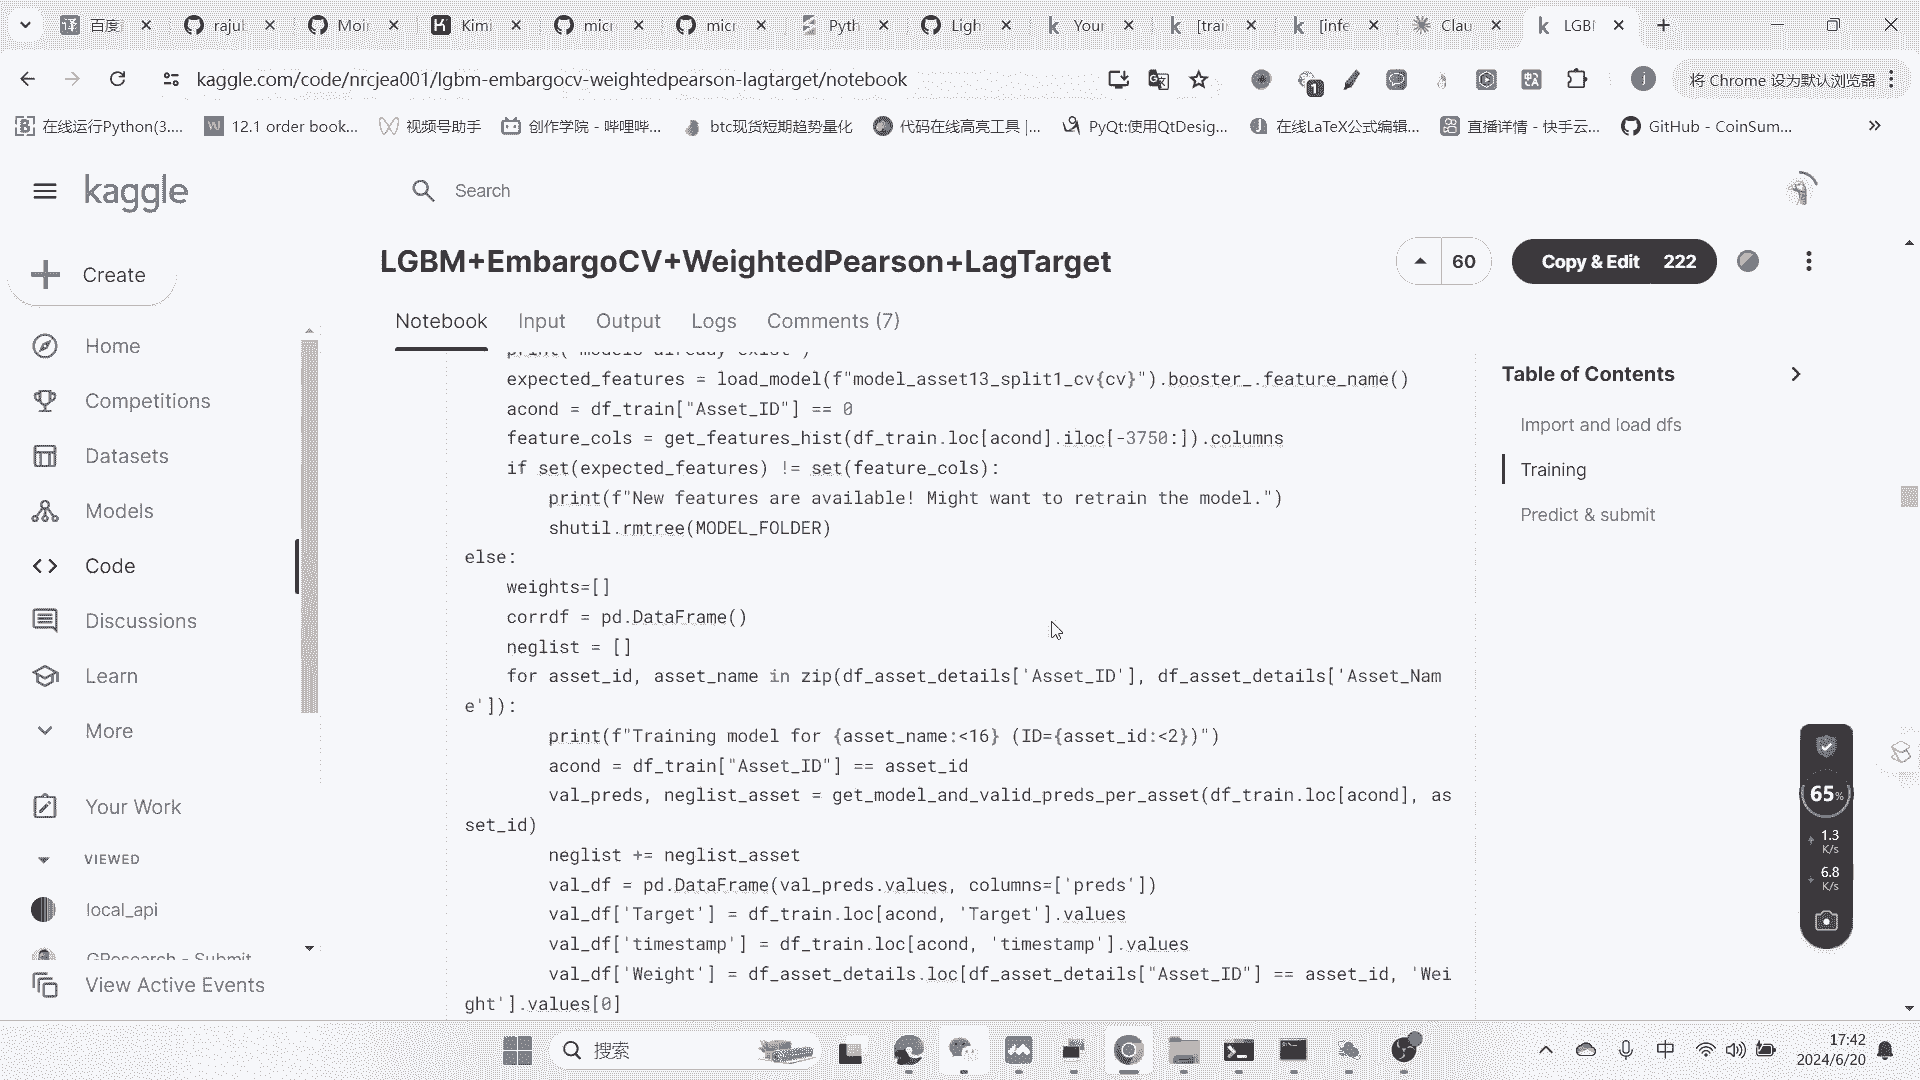 百度
rajul
Moir
Kimi
micr
micr
Pyth
Ligh
Your
[trai
[infe
Clau
LGBI
kaggle.com/code/nrcjea001/lgbm-embargocv-weightedpearson-lagtarget/notebook
将 Chrome 设为默认浏览器
在线运行Python(3....
12.1 order book...
视频号助手
创作学院 - 哔哩哔...
btc现货短期趋势量化
代码在线高亮工具 |...
PyQt:使用QtDesig...
在线LaTeX公式编辑...
直播详情 - 快手云...
GitHub - CoinSum...
kaggle
Search
Create
LGBM+EmbargoCV+WeightedPearson+LagTarget
60
Copy & Edit 222
Notebook
Input
Output
Logs
Comments (7)
Home
Competitions
Datasets
Models
Code
Discussions
Learn
More
Your Work
VIEWED
local_api
GResearch - Submit
View Active Events
print("models already exist")
expected_features = load_model(f"model_asset13_split1_cv{cv}").booster_.feature_name()
acond = df_train["Asset_ID"] == 0
feature_cols = get_features_hist(df_train.loc[acond].iloc[-3750:]).columns
if set(expected_features) != set(feature_cols):
print(f"New features are available! Might want to retrain the model.")
shutil.rmtree(MODEL_FOLDER)
else:
weights=[]
corrdf = pd.DataFrame()
neglist = []
for asset_id, asset_name in zip(df_asset_details['Asset_ID'], df_asset_details['Asset_Nam
e']):
print(f"Training model for {asset_name:<16} (ID={asset_id:<2})")
acond = df_train["Asset_ID"] == asset_id
val_preds, neglist_asset = get_model_and_valid_preds_per_asset(df_train.loc[acond], as
set_id)
neglist += neglist_asset
val_df = pd.DataFrame(val_preds.values, columns=['preds'])
val_df['Target'] = df_train.loc[acond, 'Target'].values
val_df['timestamp'] = df_train.loc[acond, 'timestamp'].values
val_df['Weight'] = df_asset_details.loc[df_asset_details["Asset_ID"] == asset_id, 'Wei
ght'].values[0]
Table of Contents
Import and load dfs
Training
Predict & submit
65%
1.3
K/s
6.8
K/s
搜索
中
17:42
2024/6/20